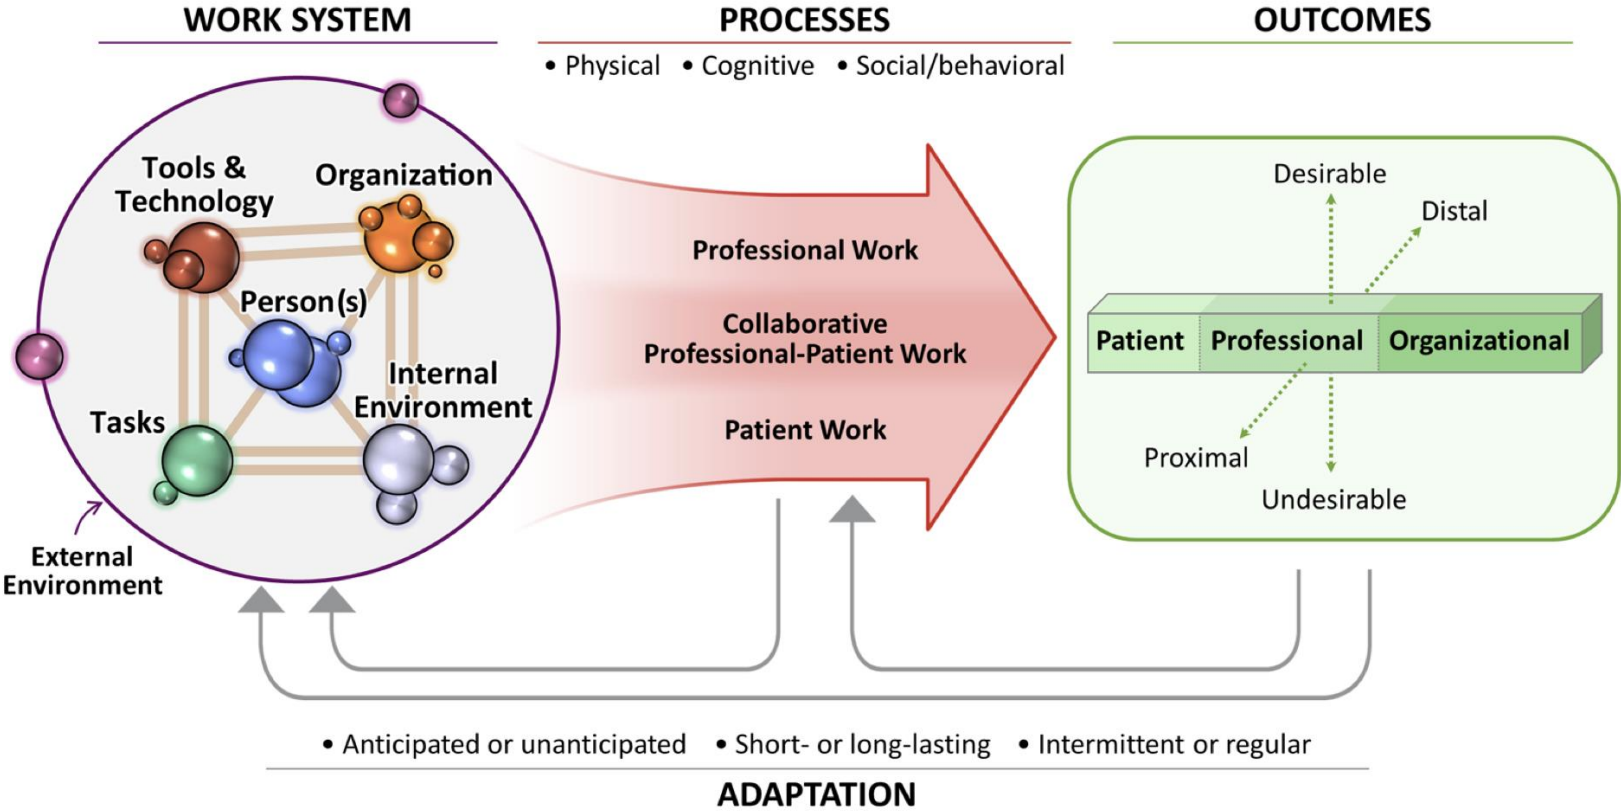 WORK SYSTEM
PROCESSES
OUTCOMES
• Physical • Cognitive • Social/behavioral
Tools &
Technology
Organization
Person(s)
Internal
Environment
Tasks
External
Environment
Professional Work
Collaborative
Professional-Patient Work
Patient Work
Desirable
Distal
Patient
Professional
Organizational
Proximal
Undesirable
• Anticipated or unanticipated • Short- or long-lasting • Intermittent or regular
ADAPTATION